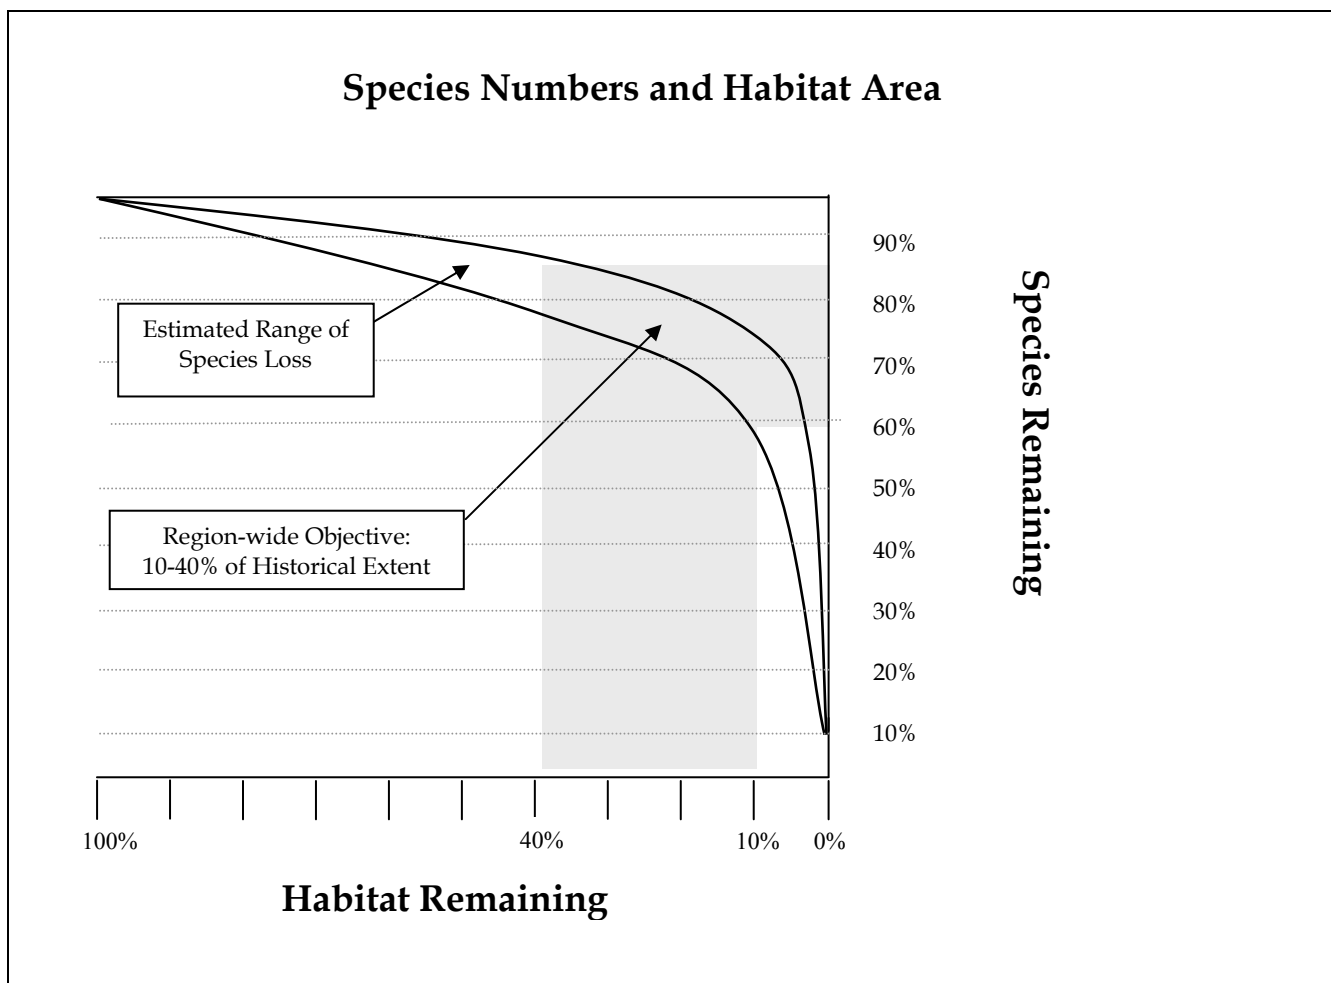 Species Numbers and Habitat Area
90%
80%
70%
60%
50%
40%
30%
20%
10%
Species Remaining
Estimated Range of
Species Loss
Region-wide Objective:
10-40% of Historical Extent
100%
40%
10%
0%
Habitat Remaining